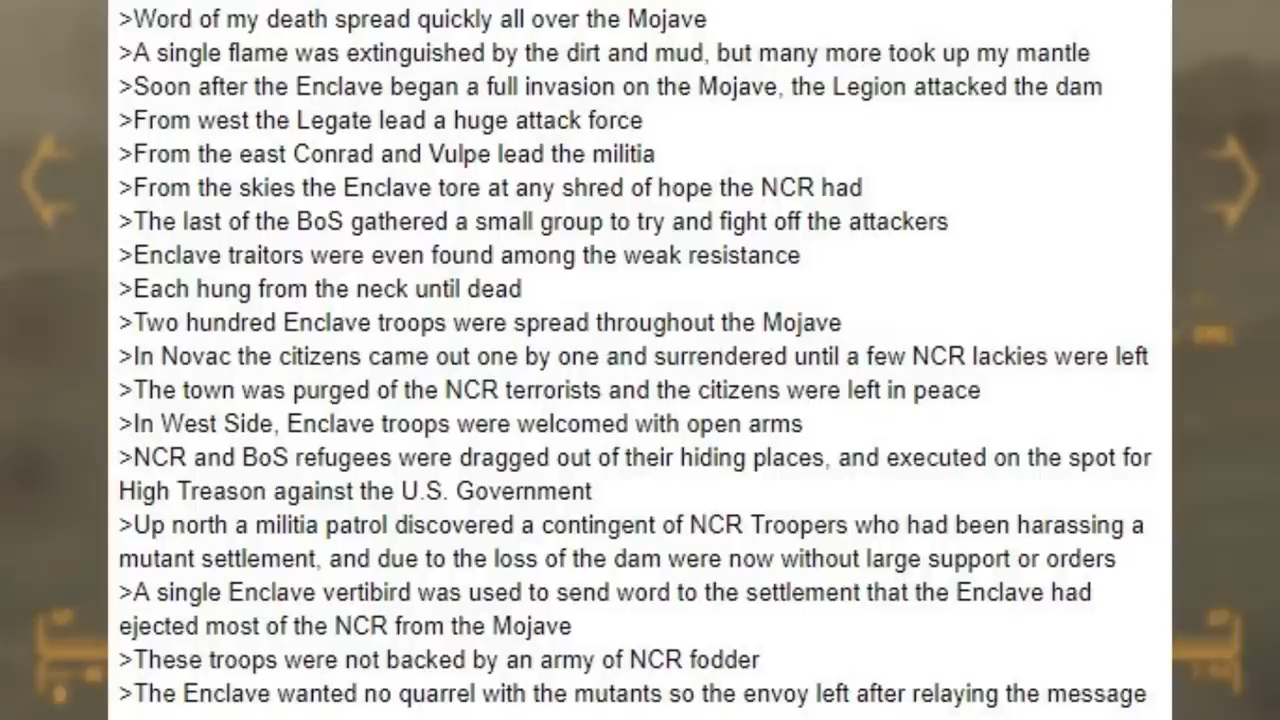 >Word of my death spread quickly all over the Mojave
>A single flame was extinguished by the dirt and mud, but many more took up my mantle
>Soon after the Enclave began a full invasion on the Mojave, the Legion attacked the dam
>From west the Legate lead a huge attack force
>From the east Conrad and Vulpe lead the militia
>From the skies the Enclave tore at any shred of hope the NCR had
>The last of the BoS gathered a small group to try and fight off the attackers
>Enclave traitors were even found among the weak resistance
>Each hung from the neck until dead
>Two hundred Enclave troops were spread throughout the Mojave
>In Novac the citizens came out one by one and surrendered until a few NCR lackies were left
>The town was purged of the NCR terrorists and the citizens were left in peace
>In West Side, Enclave troops were welcomed with open arms
>NCR and BoS refugees were dragged out of their hiding places, and executed on the spot for
High Treason against the U.S. Government
>Up north a militia patrol discovered a contingent of NCR Troopers who had been harassing a
mutant settlement, and due to the loss of the dam were now without large support or orders
>A single Enclave vertibird was used to send word to the settlement that the Enclave had
ejected most of the NCR from the Mojave
>These troops were not backed by an army of NCR fodder
>The Enclave wanted no quarrel with the mutants so the envoy left after relaying the message